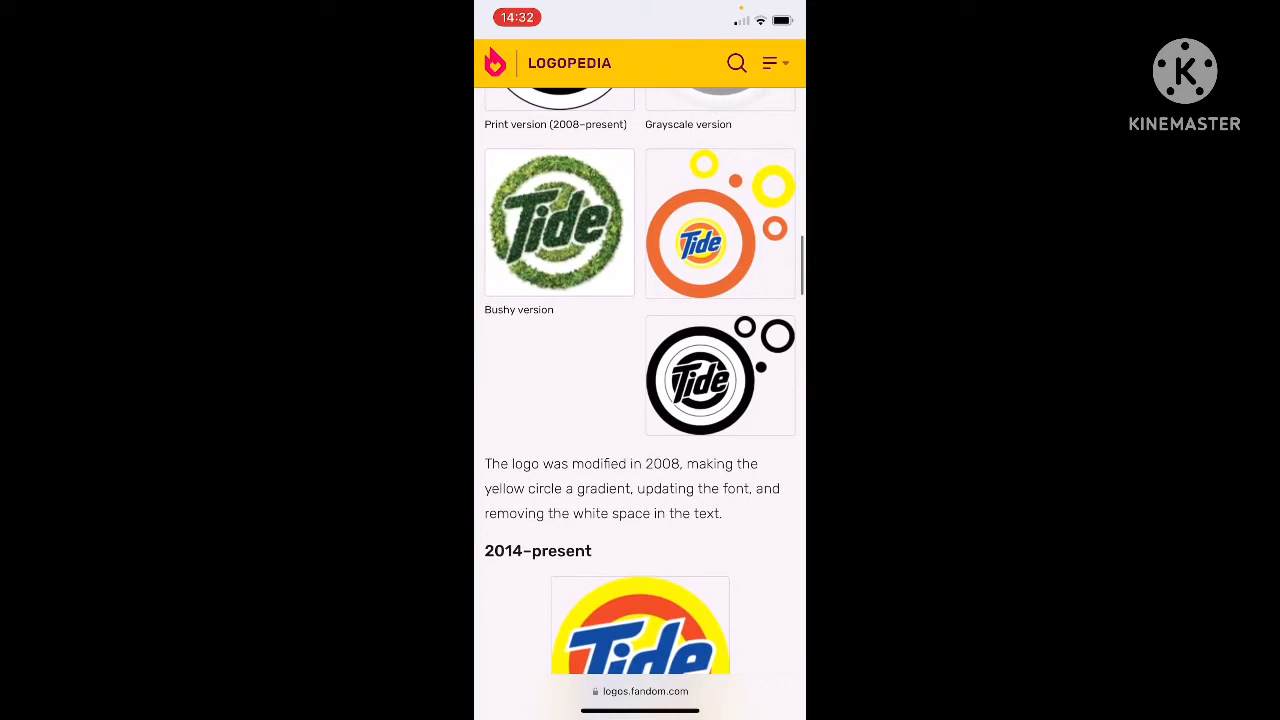 14:32
LOGOPEDIA
K
KINEMASTER
Print version (2008–present)
Grayscale version
Tide
Tide
Bushy version
Tide
The logo was modified in 2008, making the
yellow circle a gradient, updating the font, and
removing the white space in the text.
2014–present
Tide
logos.fandom.com